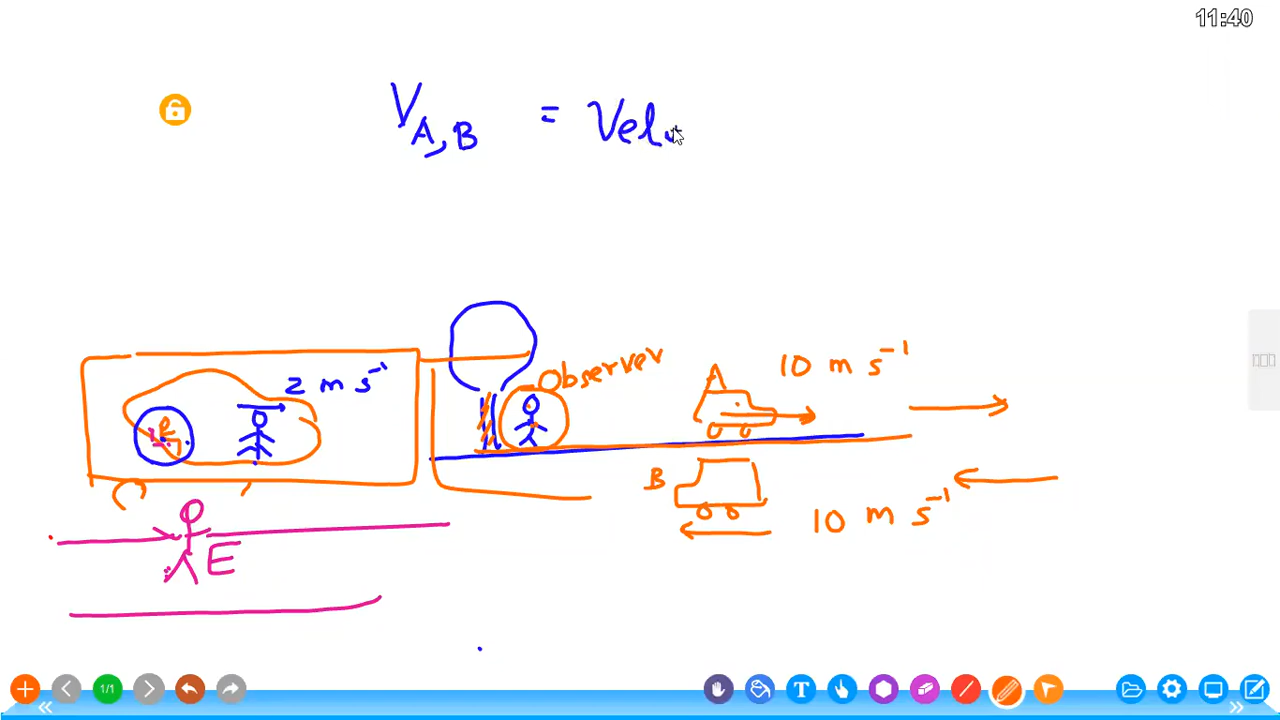 11:40
V_A,B = Vel
Observer
A
10 m s⁻¹
2 m s⁻¹
B
10 m s⁻¹
E
1/1
T